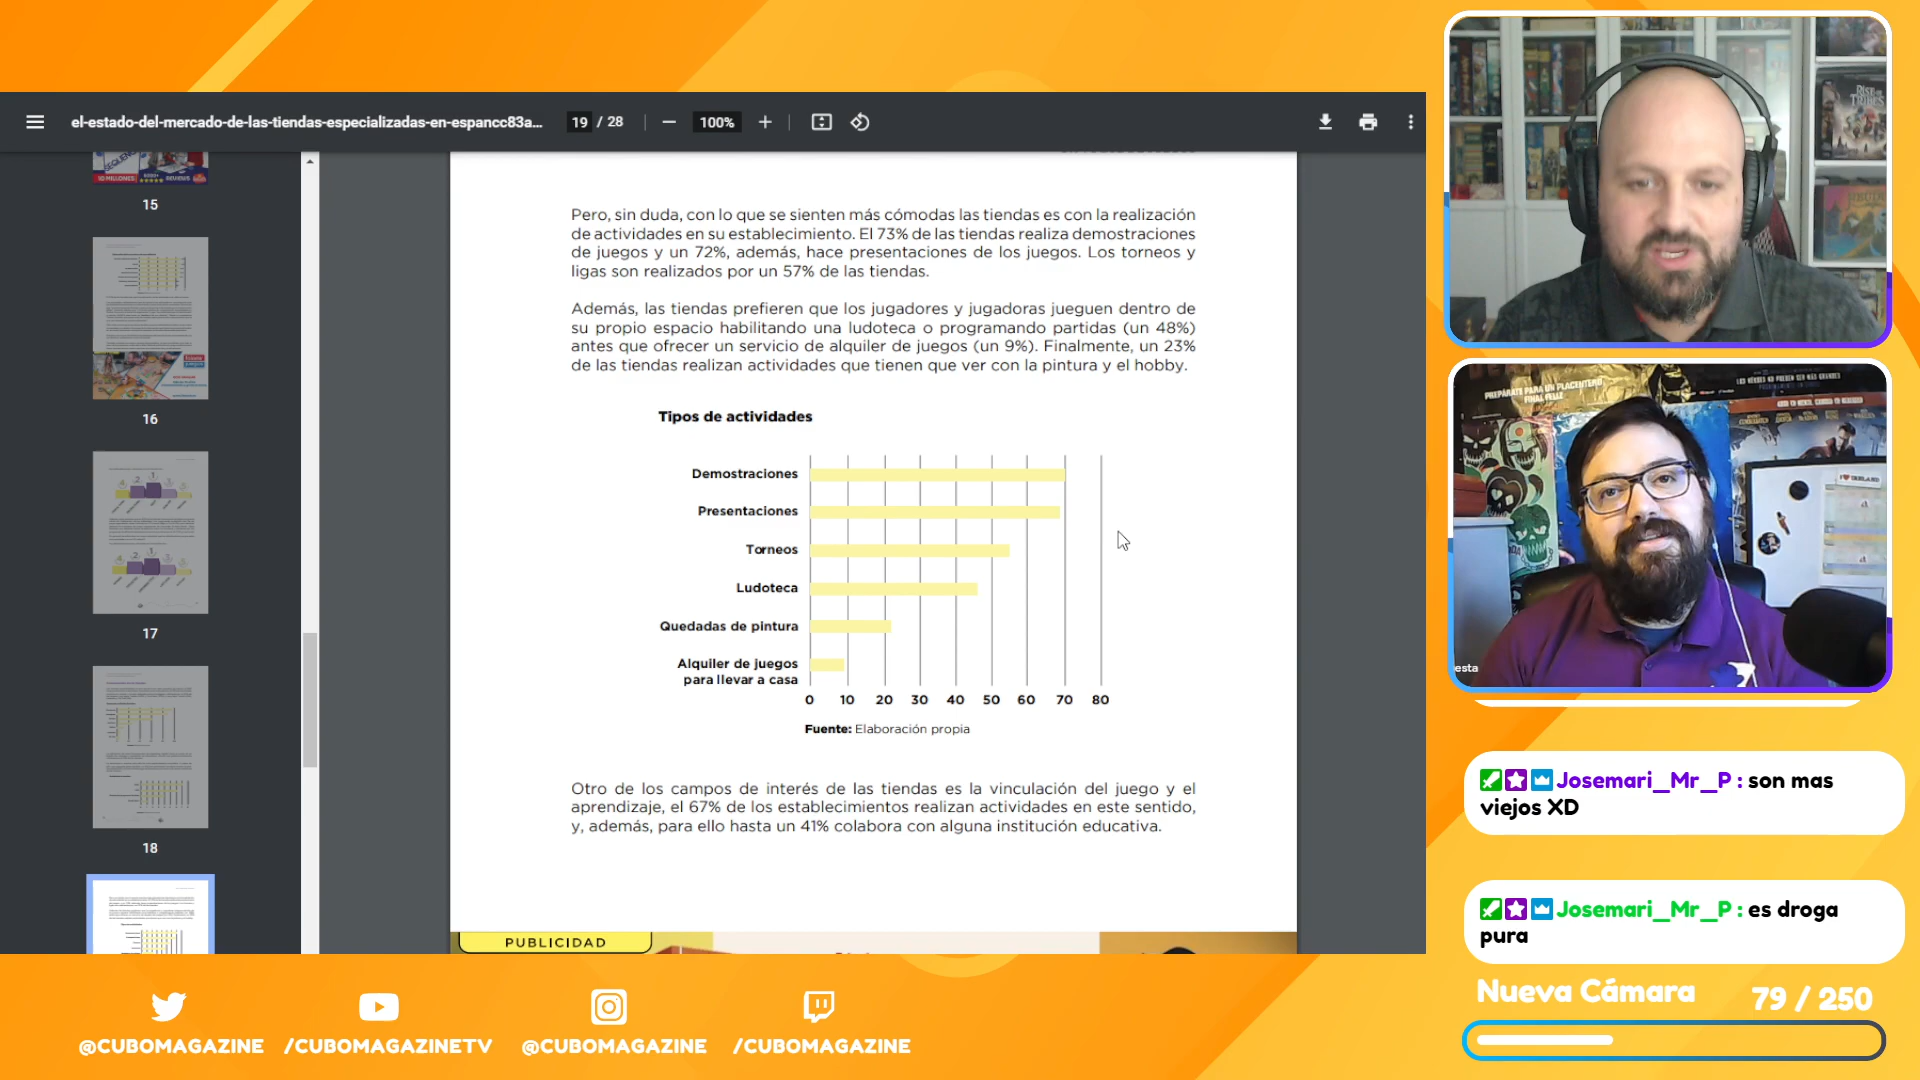 el-estado-del-mercado-de-las-tiendas-especializadas-en-espancc83a...
19 / 28
100%
15
16
17
18
Pero, sin duda, con lo que se sienten más cómodas las tiendas es con la realización
de actividades en su establecimiento. El 73% de las tiendas realiza demostraciones
de juegos y un 72%, además, hace presentaciones de los juegos. Los torneos y
ligas son realizados por un 57% de las tiendas.
Además, las tiendas prefieren que los jugadores y jugadoras jueguen dentro de
su propio espacio habilitando una ludoteca o programando partidas (un 48%)
antes que ofrecer un servicio de alquiler de juegos (un 9%). Finalmente, un 23%
de las tiendas realizan actividades que tienen que ver con la pintura y el hobby.
Tipos de actividades
Demostraciones
Presentaciones
Torneos
Ludoteca
Quedadas de pintura
Alquiler de juegos
para llevar a casa
0 10 20 30 40 50 60 70 80
Fuente: Elaboración propia
Otro de los campos de interés de las tiendas es la vinculación del juego y el
aprendizaje, el 67% de los establecimientos realizan actividades en este sentido,
y, además, para ello hasta un 41% colabora con alguna institución educativa.
PUBLICIDAD
PREPÁRATE PARA UN PLACENTERO
FINAL FELIZ
esta
Josemari_Mr_P : son mas
viejos XD
Josemari_Mr_P : es droga
pura
Nueva Cámara 79 / 250
@CUBOMAGAZINE /CUBOMAGAZINETV @CUBOMAGAZINE /CUBOMAGAZINE